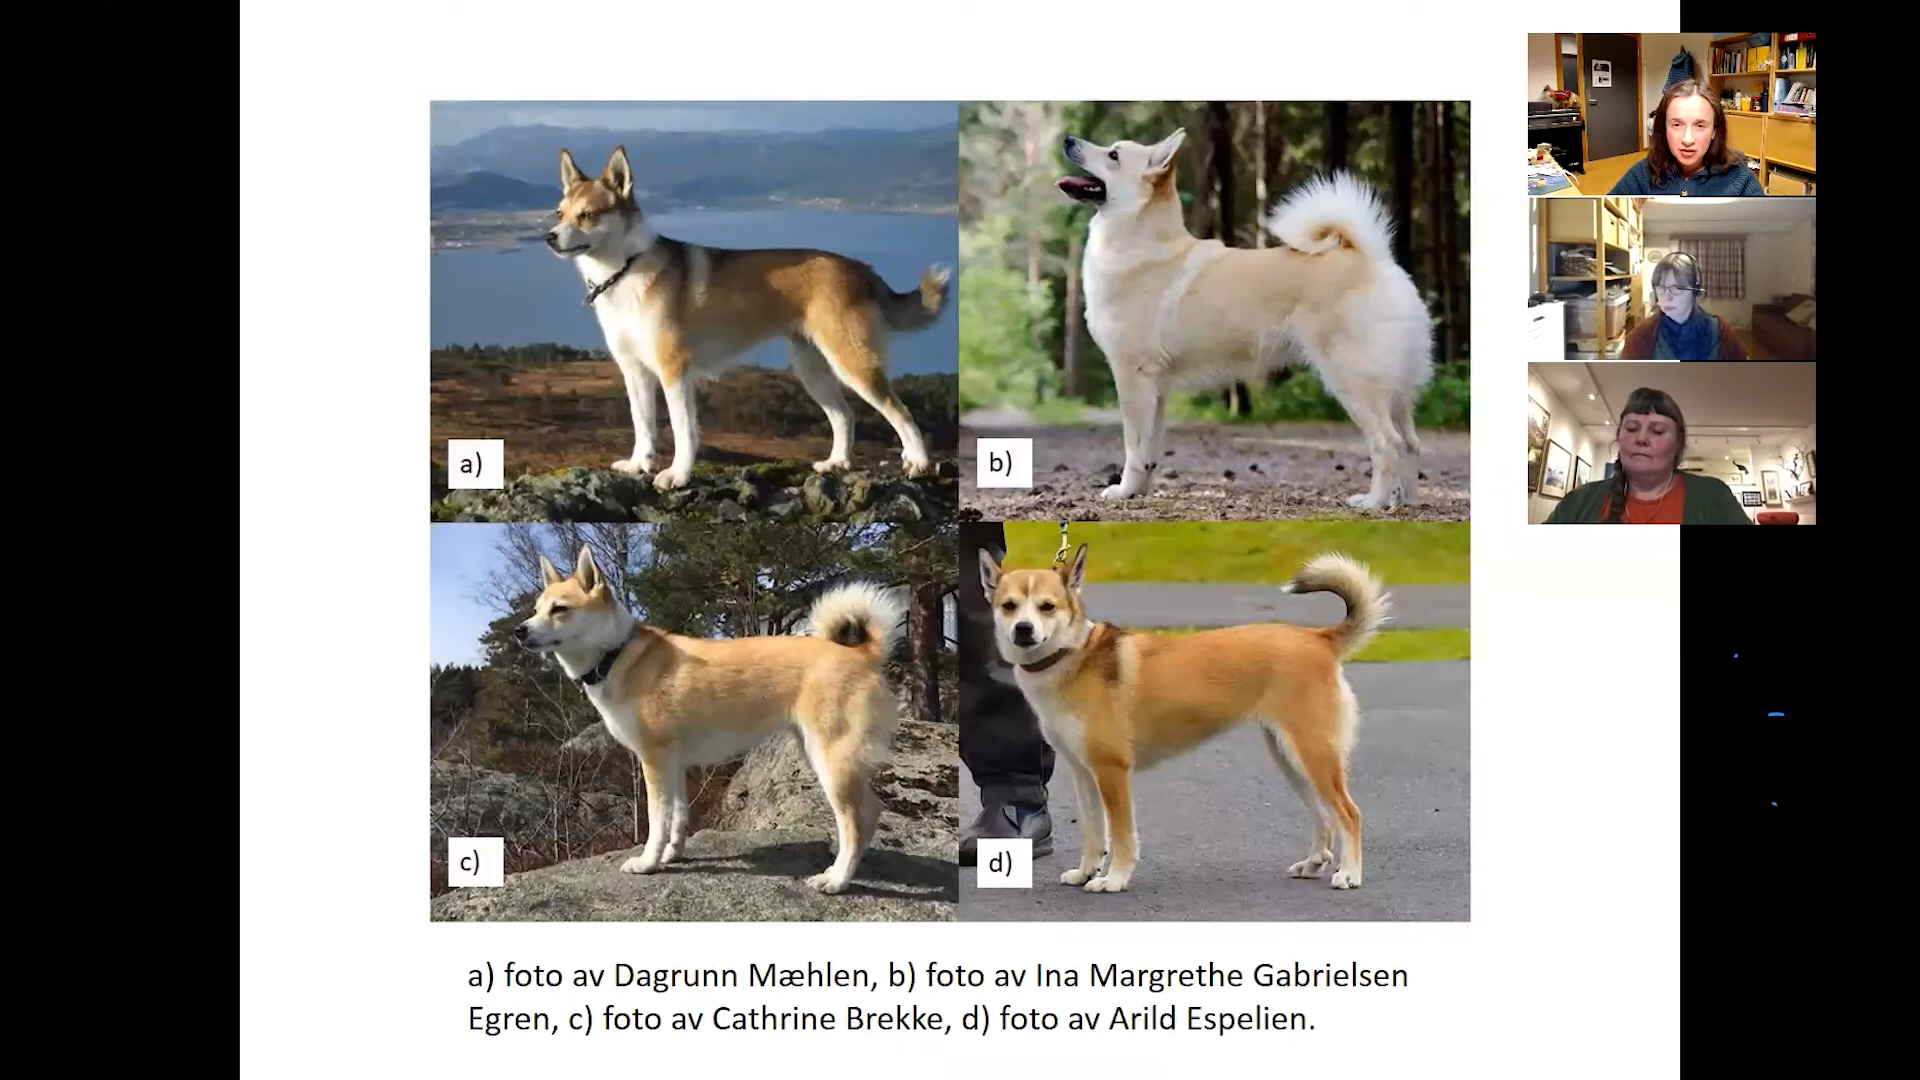 a)
b)
c)
d)
a) foto av Dagrunn Mæhlen, b) foto av Ina Margrethe Gabrielsen
Egren, c) foto av Cathrine Brekke, d) foto av Arild Espelien.